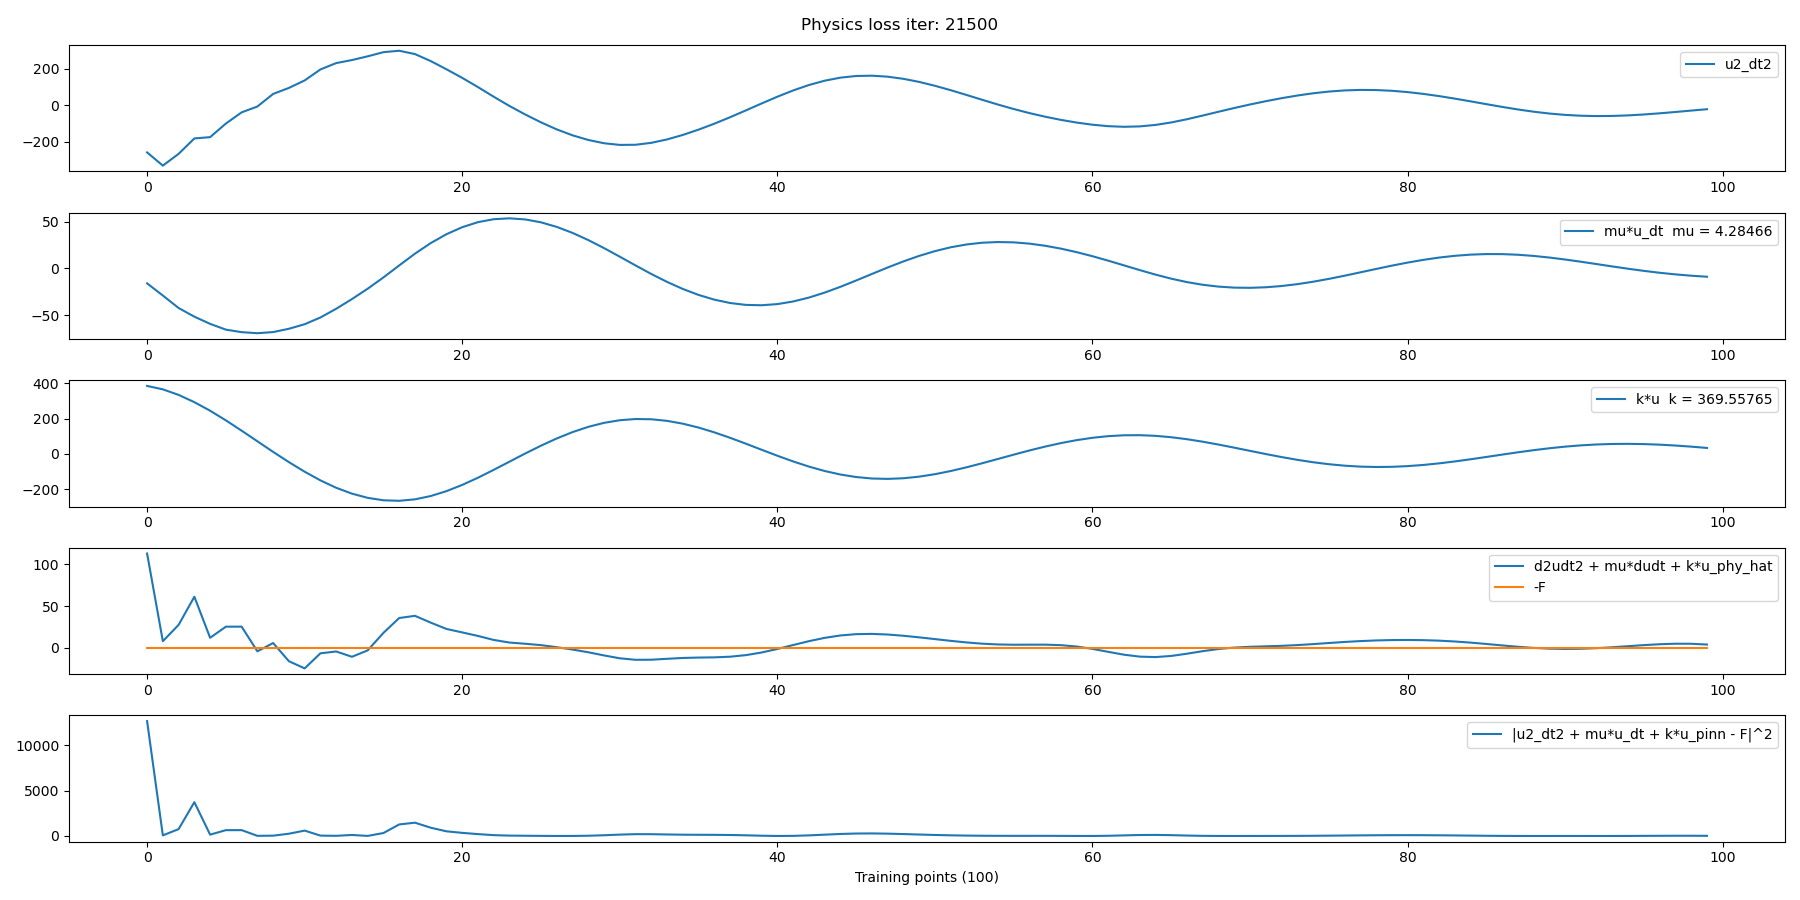 Physics loss iter: 21500
200
0
−200
u2_dt2
0 20 40 60 80 100
50
0
−50
mu*u_dt  mu = 4.28466
0 20 40 60 80 100
400
200
0
−200
k*u  k = 369.55765
0 20 40 60 80 100
100
50
0
d2udt2 + mu*dudt + k*u_phy_hat
-F
0 20 40 60 80 100
10000
5000
0
|u2_dt2 + mu*u_dt + k*u_pinn - F|^2
0 20 40 60 80 100
Training points (100)